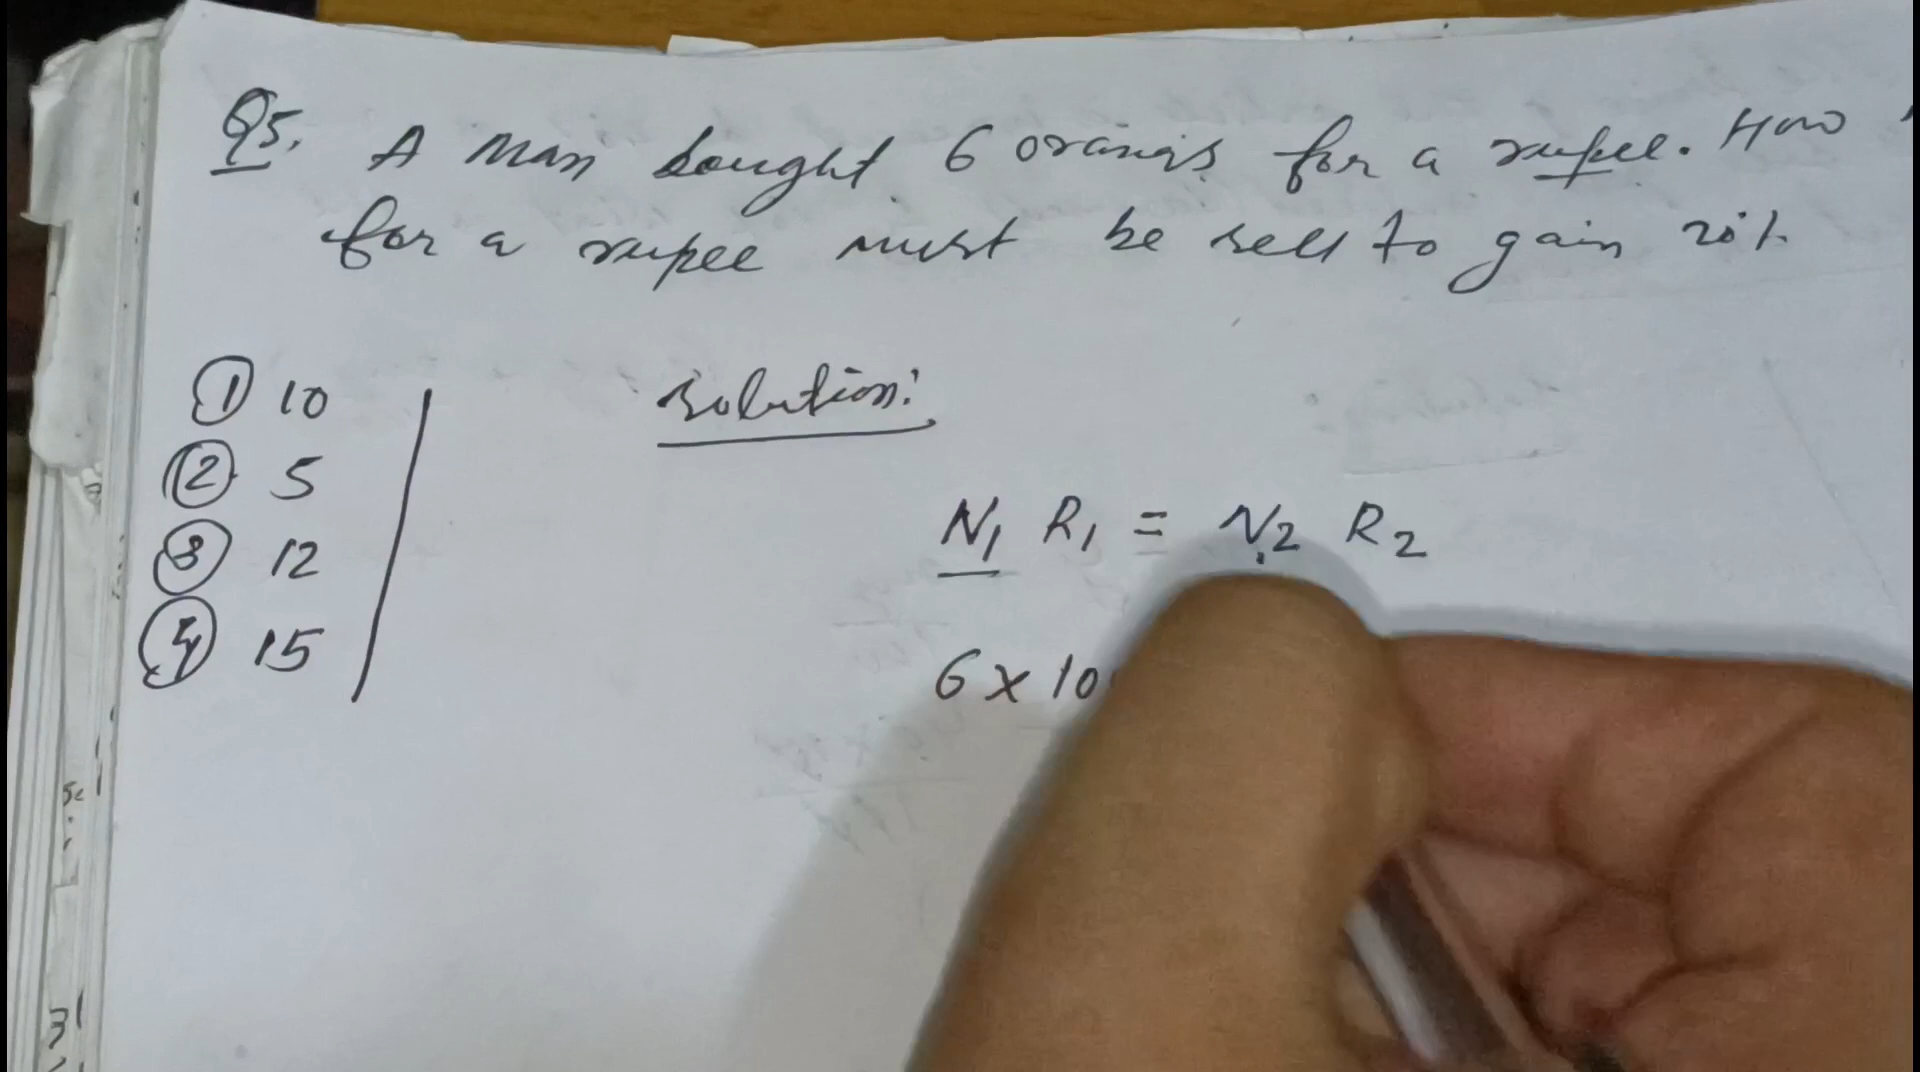 Q5. A man bought 6 oranges for a rupee. How
for a rupee must be sell to gain 20%
① 10
② 5
③ 12
④ 15
Solution:
N1 R1 = N2 R2
6 x 10